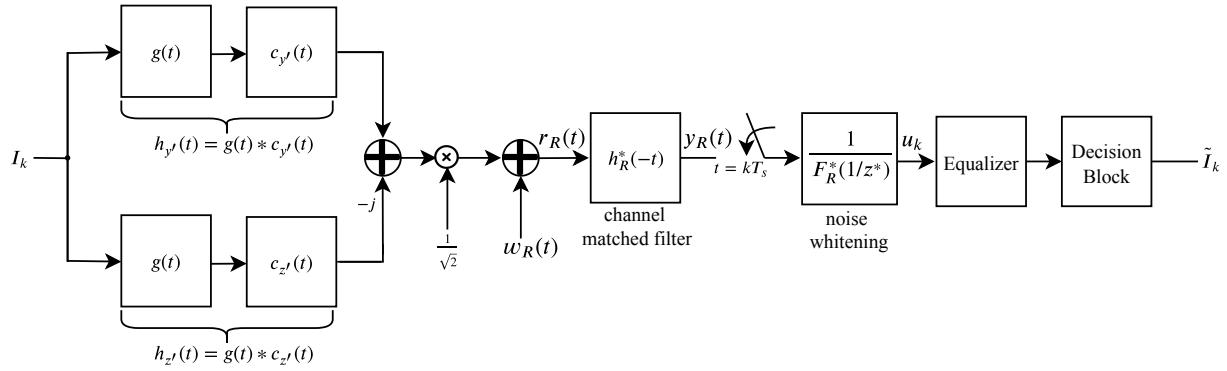 g(t)
c_{y′}(t)
h_{y′}(t) = g(t) * c_{y′}(t)
I_k
-j
×
1/√2
w_R(t)
r_R(t)
h_R^*(-t)
channel
matched filter
y_R(t)
t = kT_s
1/F_R^*(1/z^*)
noise
whitening
u_k
Equalizer
Decision
Block
Ĩ_k
g(t)
c_{z′}(t)
h_{z′}(t) = g(t) * c_{z′}(t)